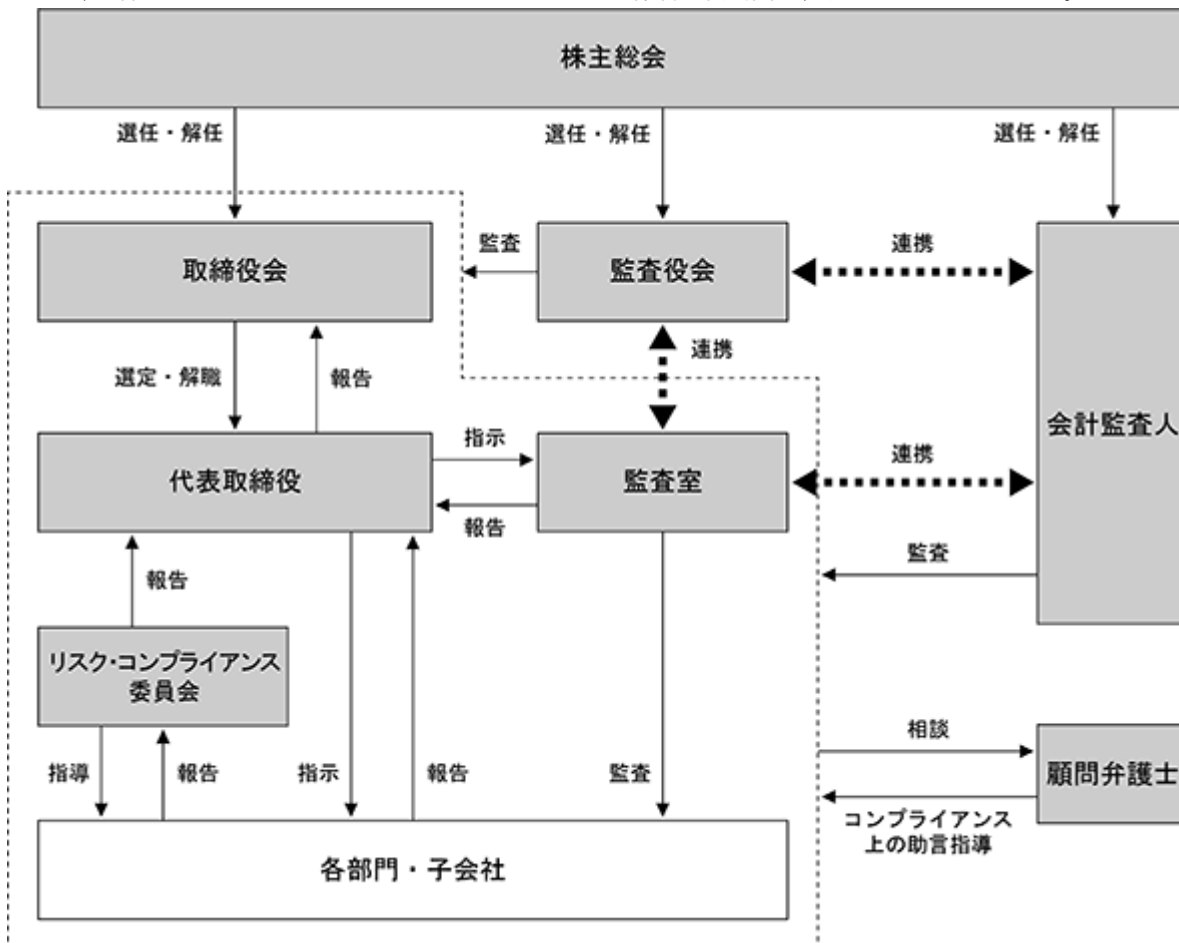 株主総会
選任・解任
選任・解任
選任・解任
取締役会
監査
監査役会
連携
会計監査人
選定・解職
報告
連携
代表取締役
指示
報告
監査室
連携
監査
報告
リスク・コンプライアンス
委員会
指導
報告
指示
報告
監査
相談
顧問弁護士
コンプライアンス
上の助言指導
各部門・子会社